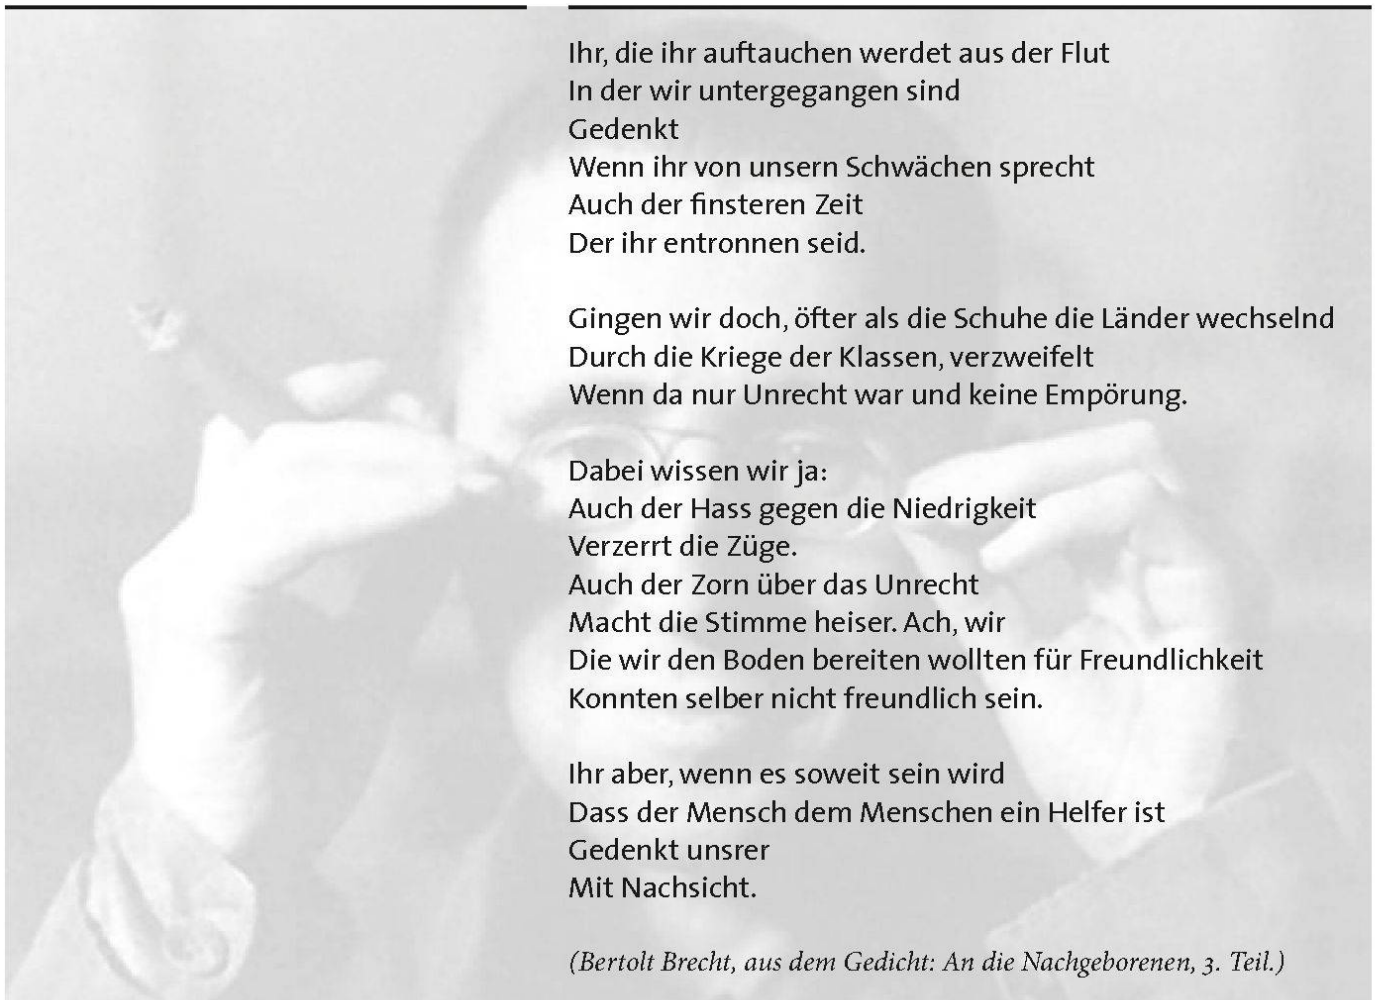 Ihr, die ihr auftauchen werdet aus der Flut
In der wir untergegangen sind
Gedenkt
Wenn ihr von unsern Schwächen sprecht
Auch der finsteren Zeit
Der ihr entronnen seid.
Gingen wir doch, öfter als die Schuhe die Länder wechselnd
Durch die Kriege der Klassen, verzweifelt
Wenn da nur Unrecht war und keine Empörung.
Dabei wissen wir ja:
Auch der Hass gegen die Niedrigkeit
Verzerrt die Züge.
Auch der Zorn über das Unrecht
Macht die Stimme heiser. Ach, wir
Die wir den Boden bereiten wollten für Freundlichkeit
Konnten selber nicht freundlich sein.
Ihr aber, wenn es soweit sein wird
Dass der Mensch dem Menschen ein Helfer ist
Gedenkt unsrer
Mit Nachsicht.
(Bertolt Brecht, aus dem Gedicht: An die Nachgeborenen, 3. Teil.)